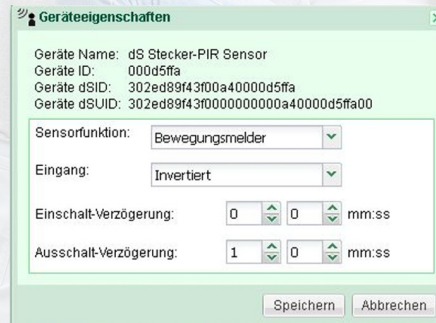 Geräteeigenschaften
Geräte Name: dS Stecker-PIR Sensor
Geräte ID: 000d5ffa
Geräte dSID: 302ed89f43f00a40000d5ffa
Geräte dSUID: 302ed89f43f0000000000a40000d5ffa00
Sensorfunktion: Bewegungsmelder
Eingang: Invertiert
Einschalt-Verzögerung: 0 0 mm:ss
Ausschalt-Verzögerung: 1 0 mm:ss
Speichern Abbrechen